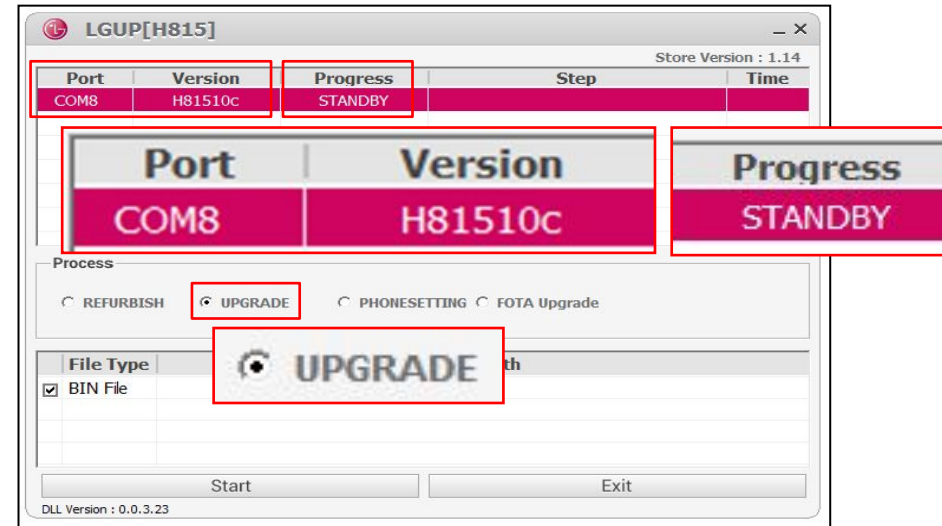 LGUP[H815]
Store Version : 1.14
Port Version Progress Step Time
COM8 H81510c STANDBY
Port Version Progress
COM8 H81510c STANDBY
Process
REFURBISH UPGRADE PHONESETTING FOTA Upgrade
UPGRADE
File Type th
BIN File
Start Exit
DLL Version : 0.0.3.23